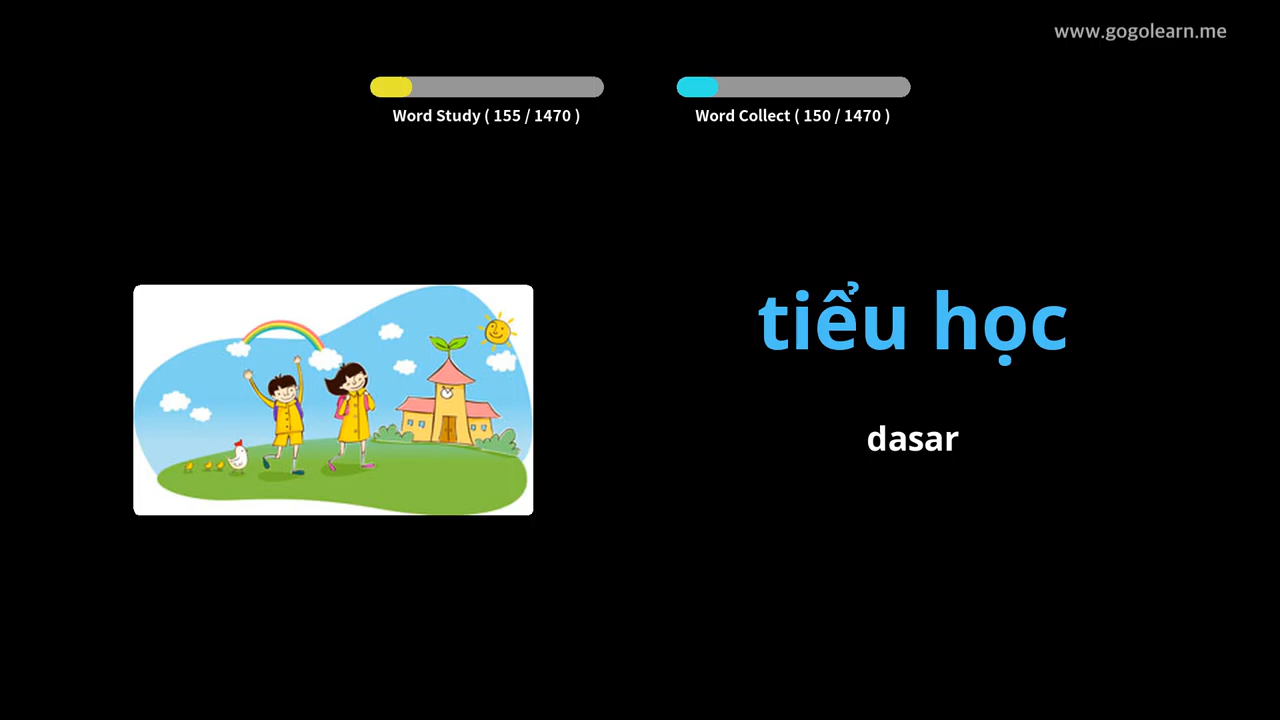 www.gogolearn.me
Word Study ( 155 / 1470 )
Word Collect ( 150 / 1470 )
tiểu học
dasar